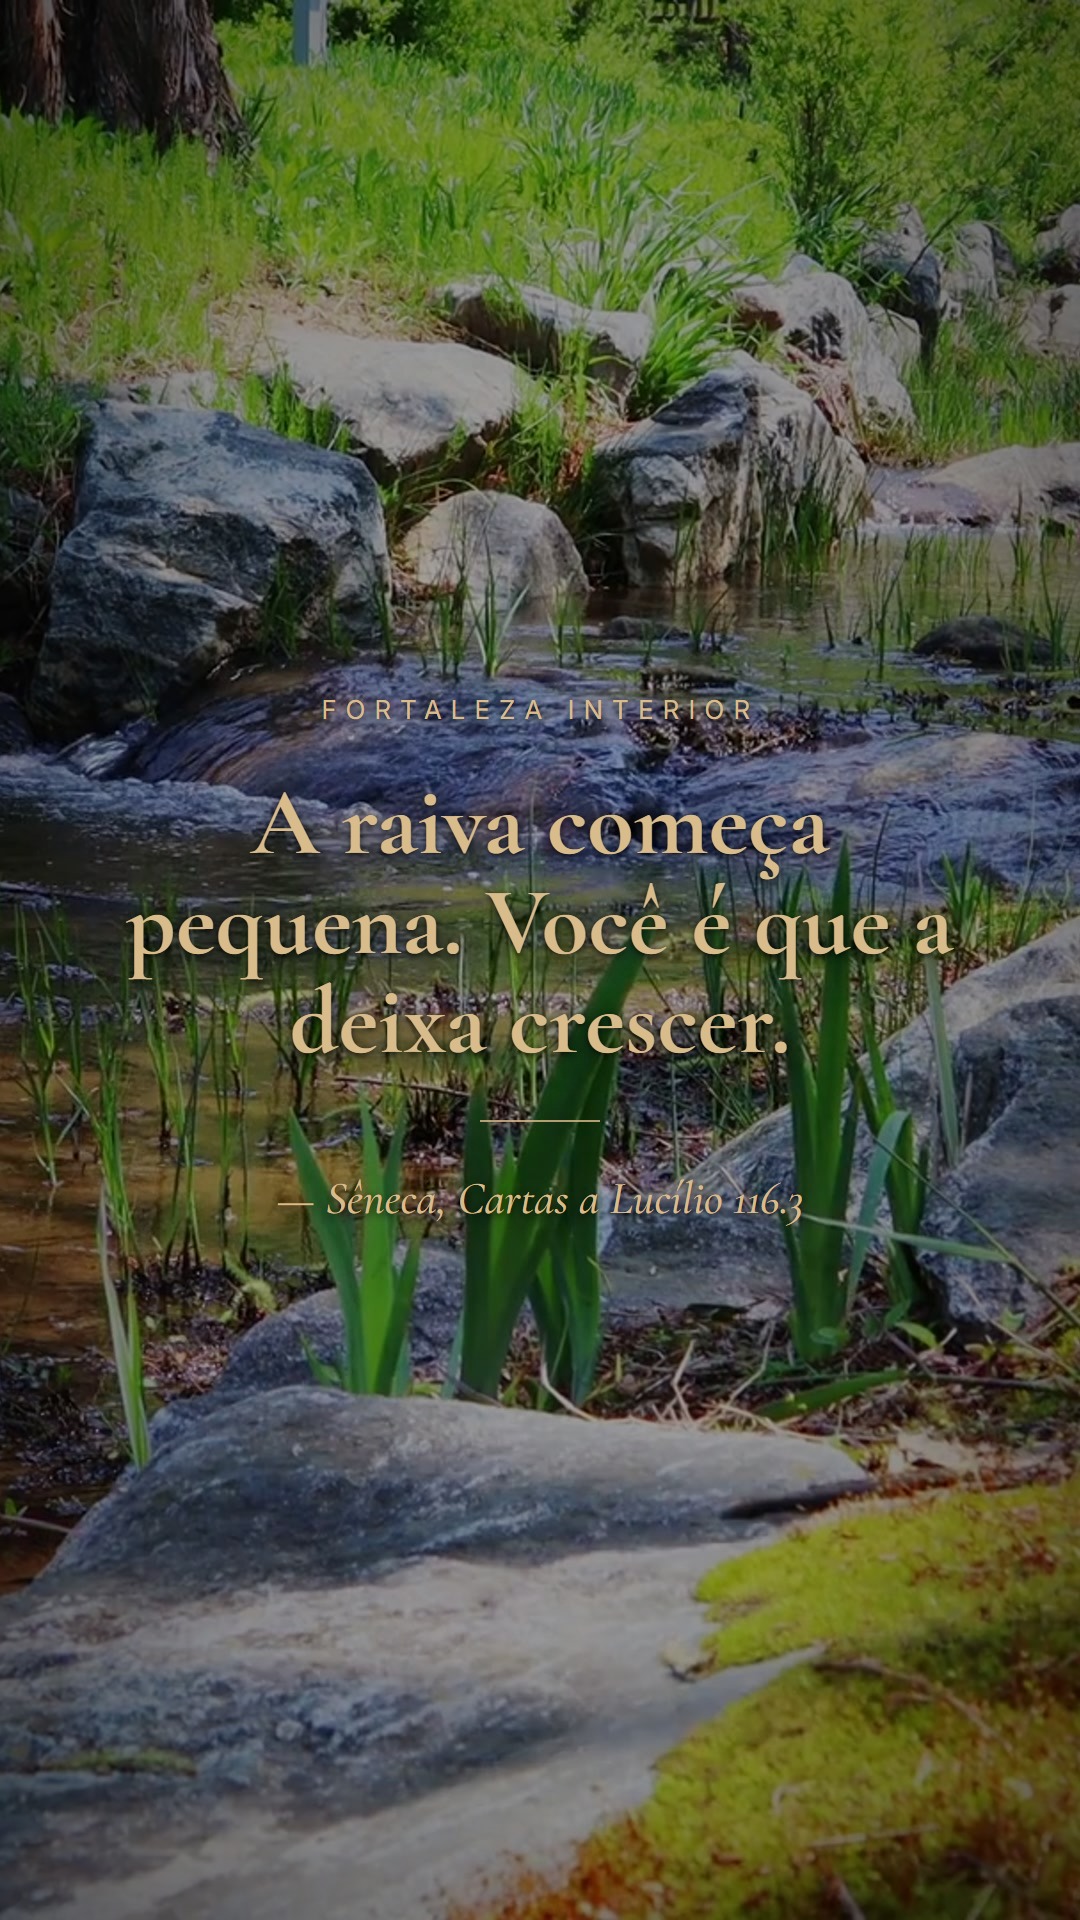 FORTALEZA INTERIOR
A raiva começa
pequena. Você é que a
deixa crescer.
— Sêneca, Cartas a Lucílio 116.3